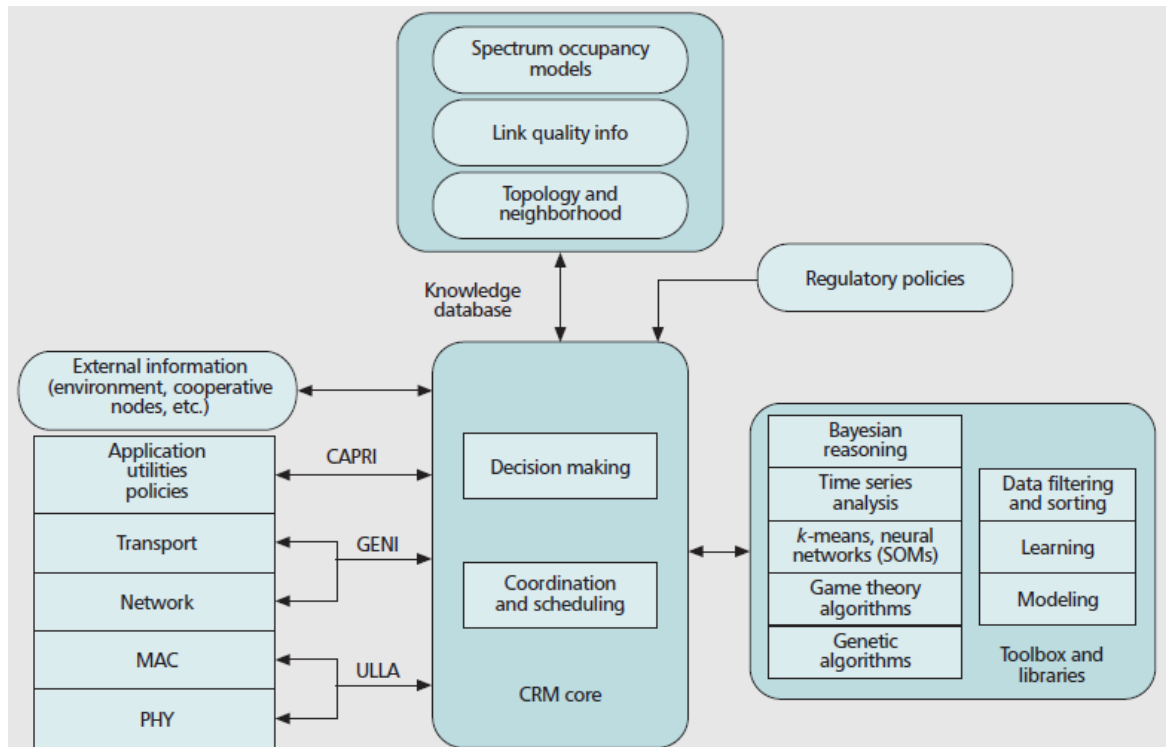 Spectrum occupancy
models
Link quality info
Topology and
neighborhood
Knowledge
database
Regulatory policies
External information
(environment, cooperative
nodes, etc.)
Application
utilities
policies
Transport
Network
MAC
PHY
CAPRI
GENI
ULLA
Decision making
Coordination
and scheduling
CRM core
Bayesian
reasoning
Time series
analysis
k-means, neural
networks (SOMs)
Game theory
algorithms
Genetic
algorithms
Data filtering
and sorting
Learning
Modeling
Toolbox and
libraries